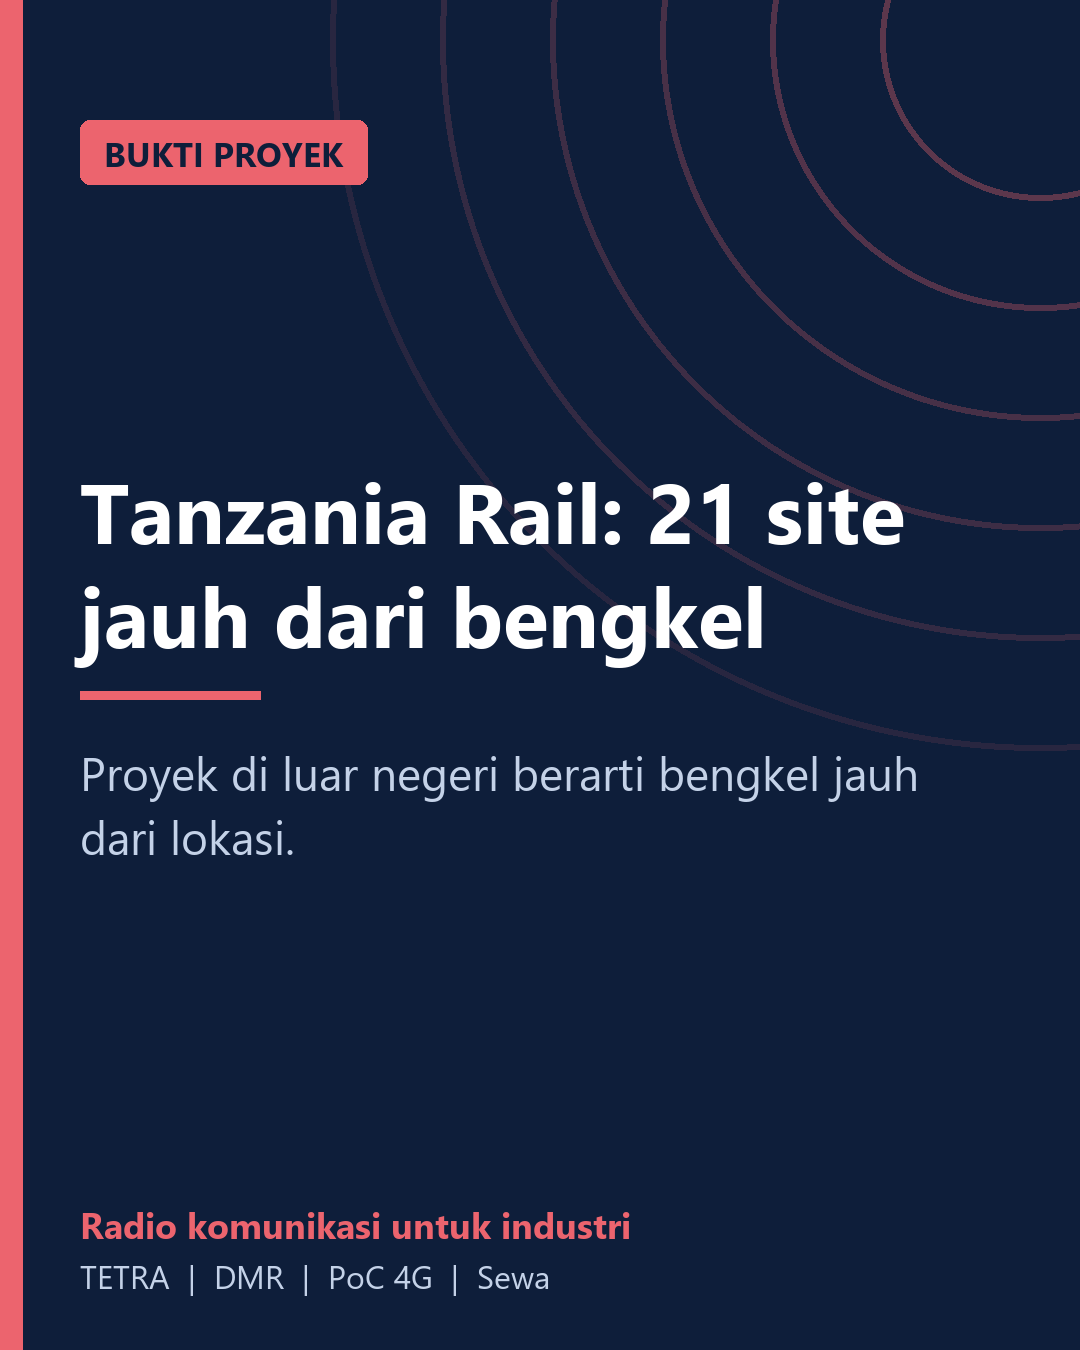 BUKTI PROYEK
Tanzania Rail: 21 site
jauh dari bengkel
Proyek di luar negeri berarti bengkel jauh
dari lokasi.
Radio komunikasi untuk industri
TETRA | DMR | PoC 4G | Sewa